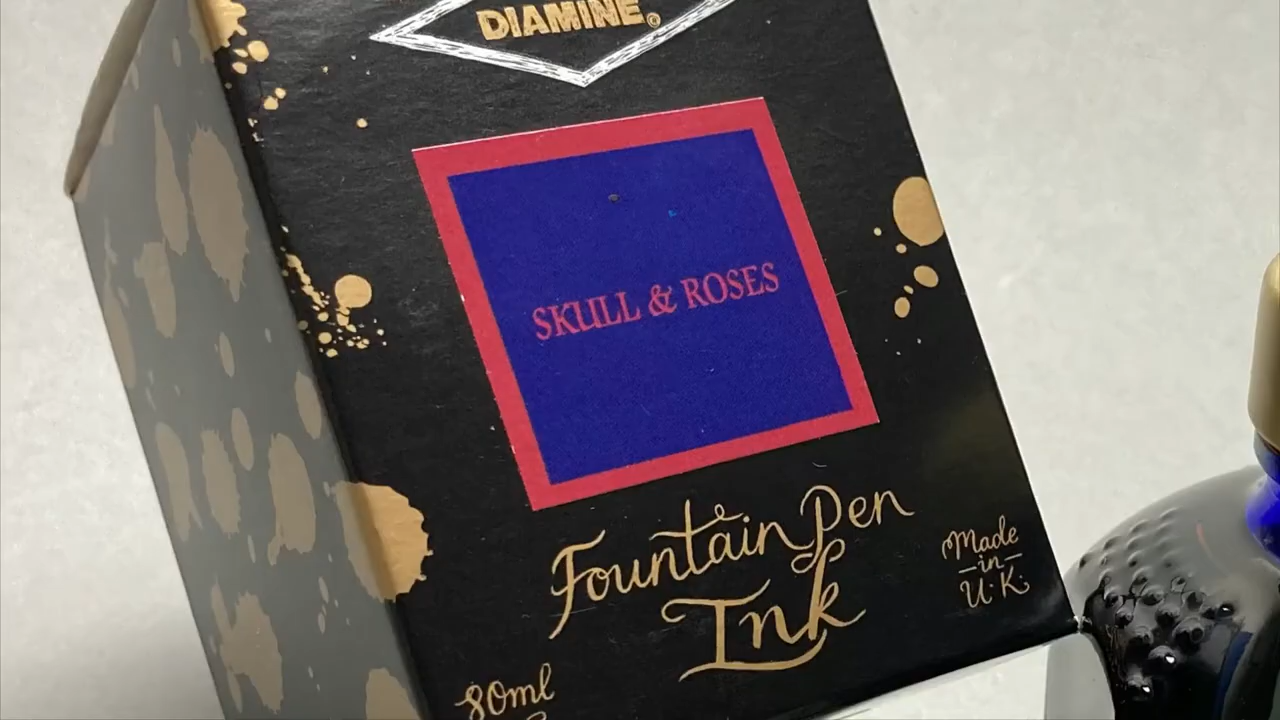 DIAMINE©
SKULL & ROSES
Fountain Pen
Ink
Made
-in-
U.K.
80ml